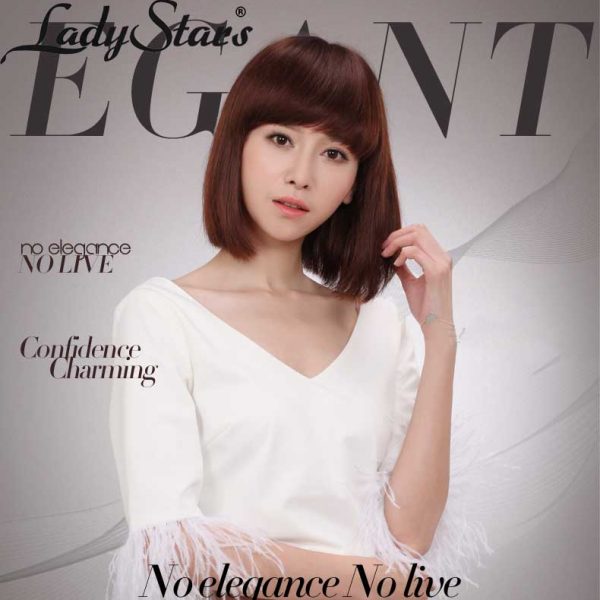 Lady Stars®
EGANT
no elegance
NO LIVE
Confidence
Charming
No elegance No live